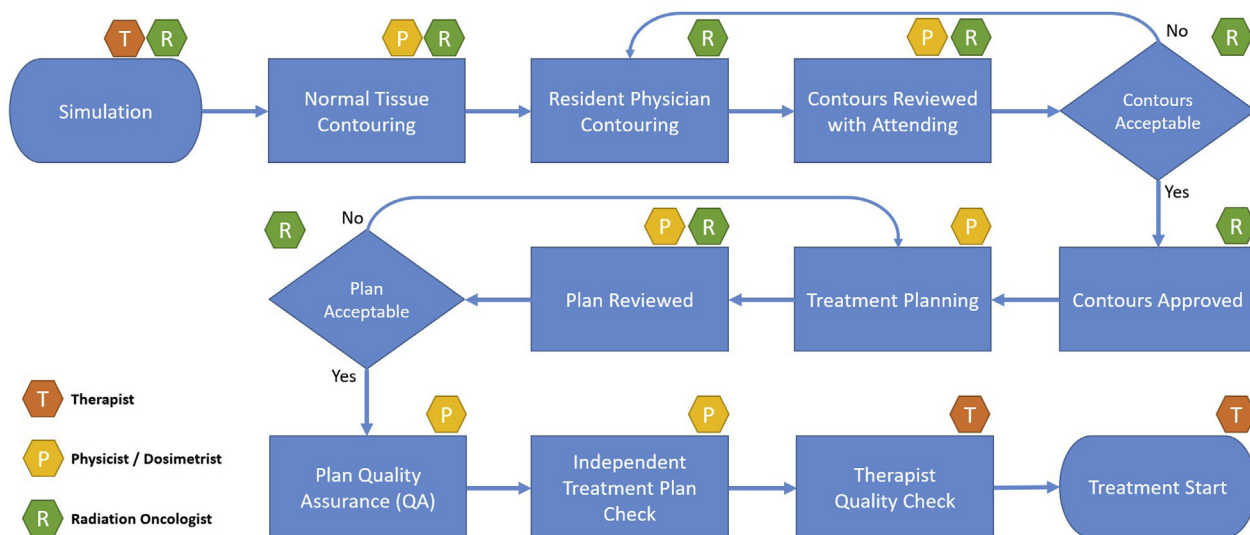 T R
Simulation
P R
Normal Tissue
Contouring
R
Resident Physician
Contouring
P R
Contours Reviewed
with Attending
No
R
Contours
Acceptable
Yes
R
Contours Approved
P
Treatment Planning
P R
Plan Reviewed
No
R
Plan
Acceptable
Yes
P
Plan Quality
Assurance (QA)
P
Independent
Treatment Plan
Check
T
Therapist
Quality Check
T
Treatment Start
T Therapist
P Physicist / Dosimetrist
R Radiation Oncologist